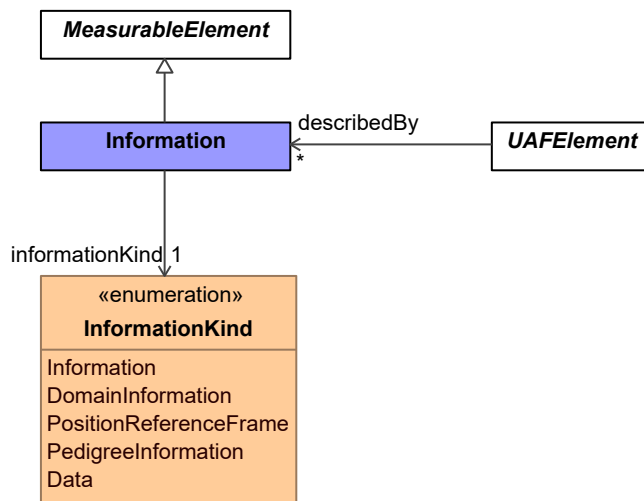 MeasurableElement
Information
describedBy
*
UAFElement
informationKind 1
«enumeration»
InformationKind
Information
DomainInformation
PositionReferenceFrame
PedigreeInformation
Data